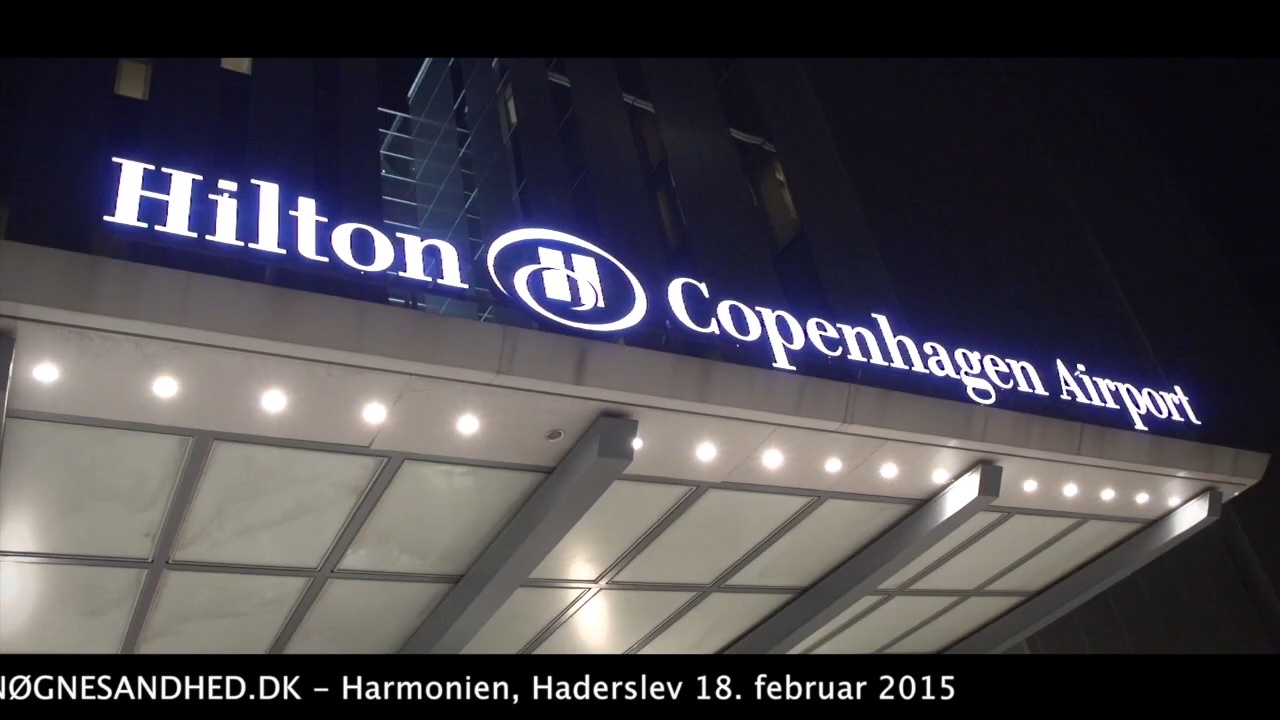 Hilton Copenhagen Airport
NØGNESANDHED.DK – Harmonien, Haderslev 18. februar 2015